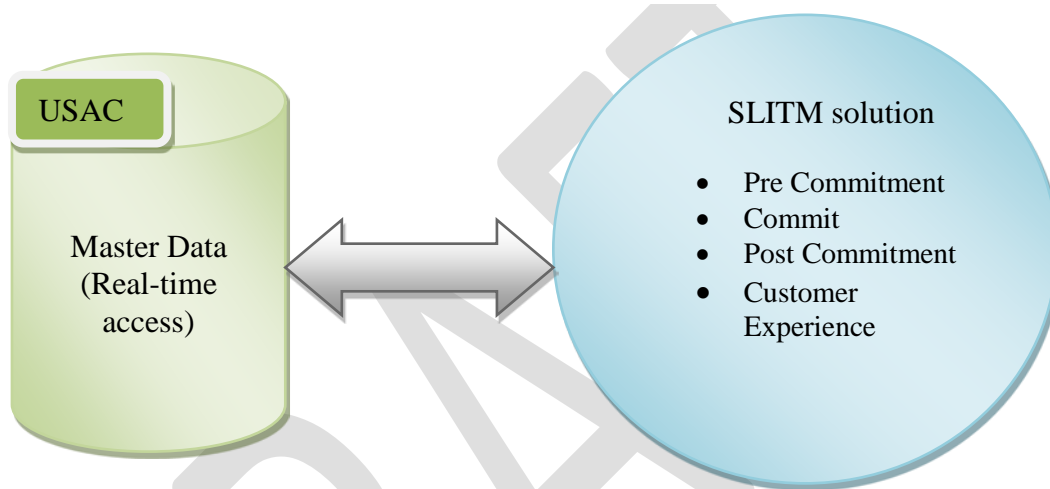 USAC
Master Data
(Real-time
access)
SLITM solution
• Pre Commitment
• Commit
• Post Commitment
• Customer
Experience